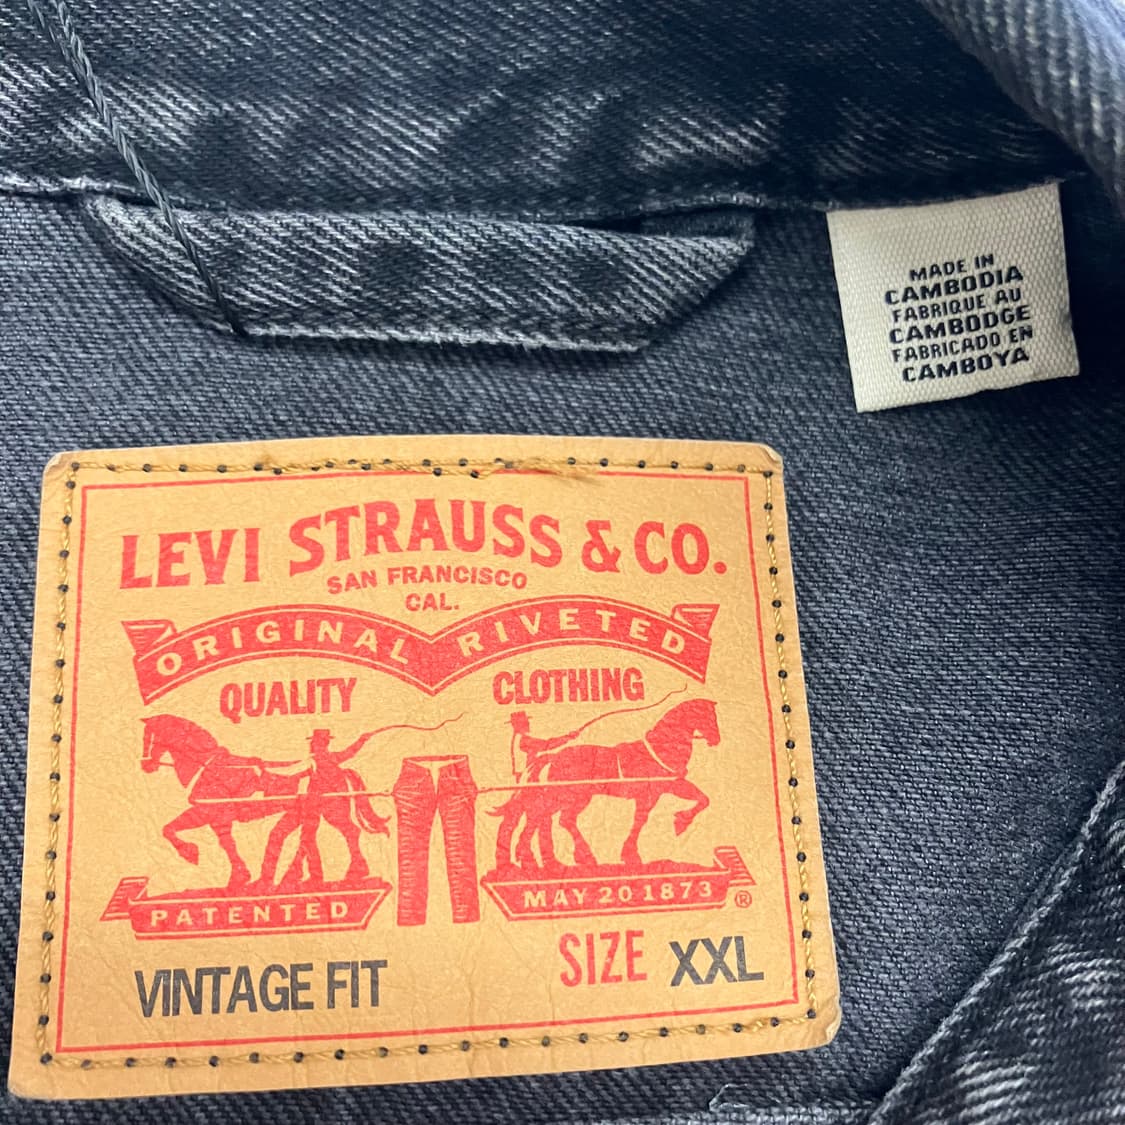 MADE IN
CAMBODIA
FABRIQUE AU
CAMBODGE
FABRICADO EN
CAMBOYA
LEVI STRAUSS & CO.
SAN FRANCISCO
CAL.
ORIGINAL RIVETED
QUALITY CLOTHING
PATENTED MAY 20 1873 ®
VINTAGE FIT SIZE XXL